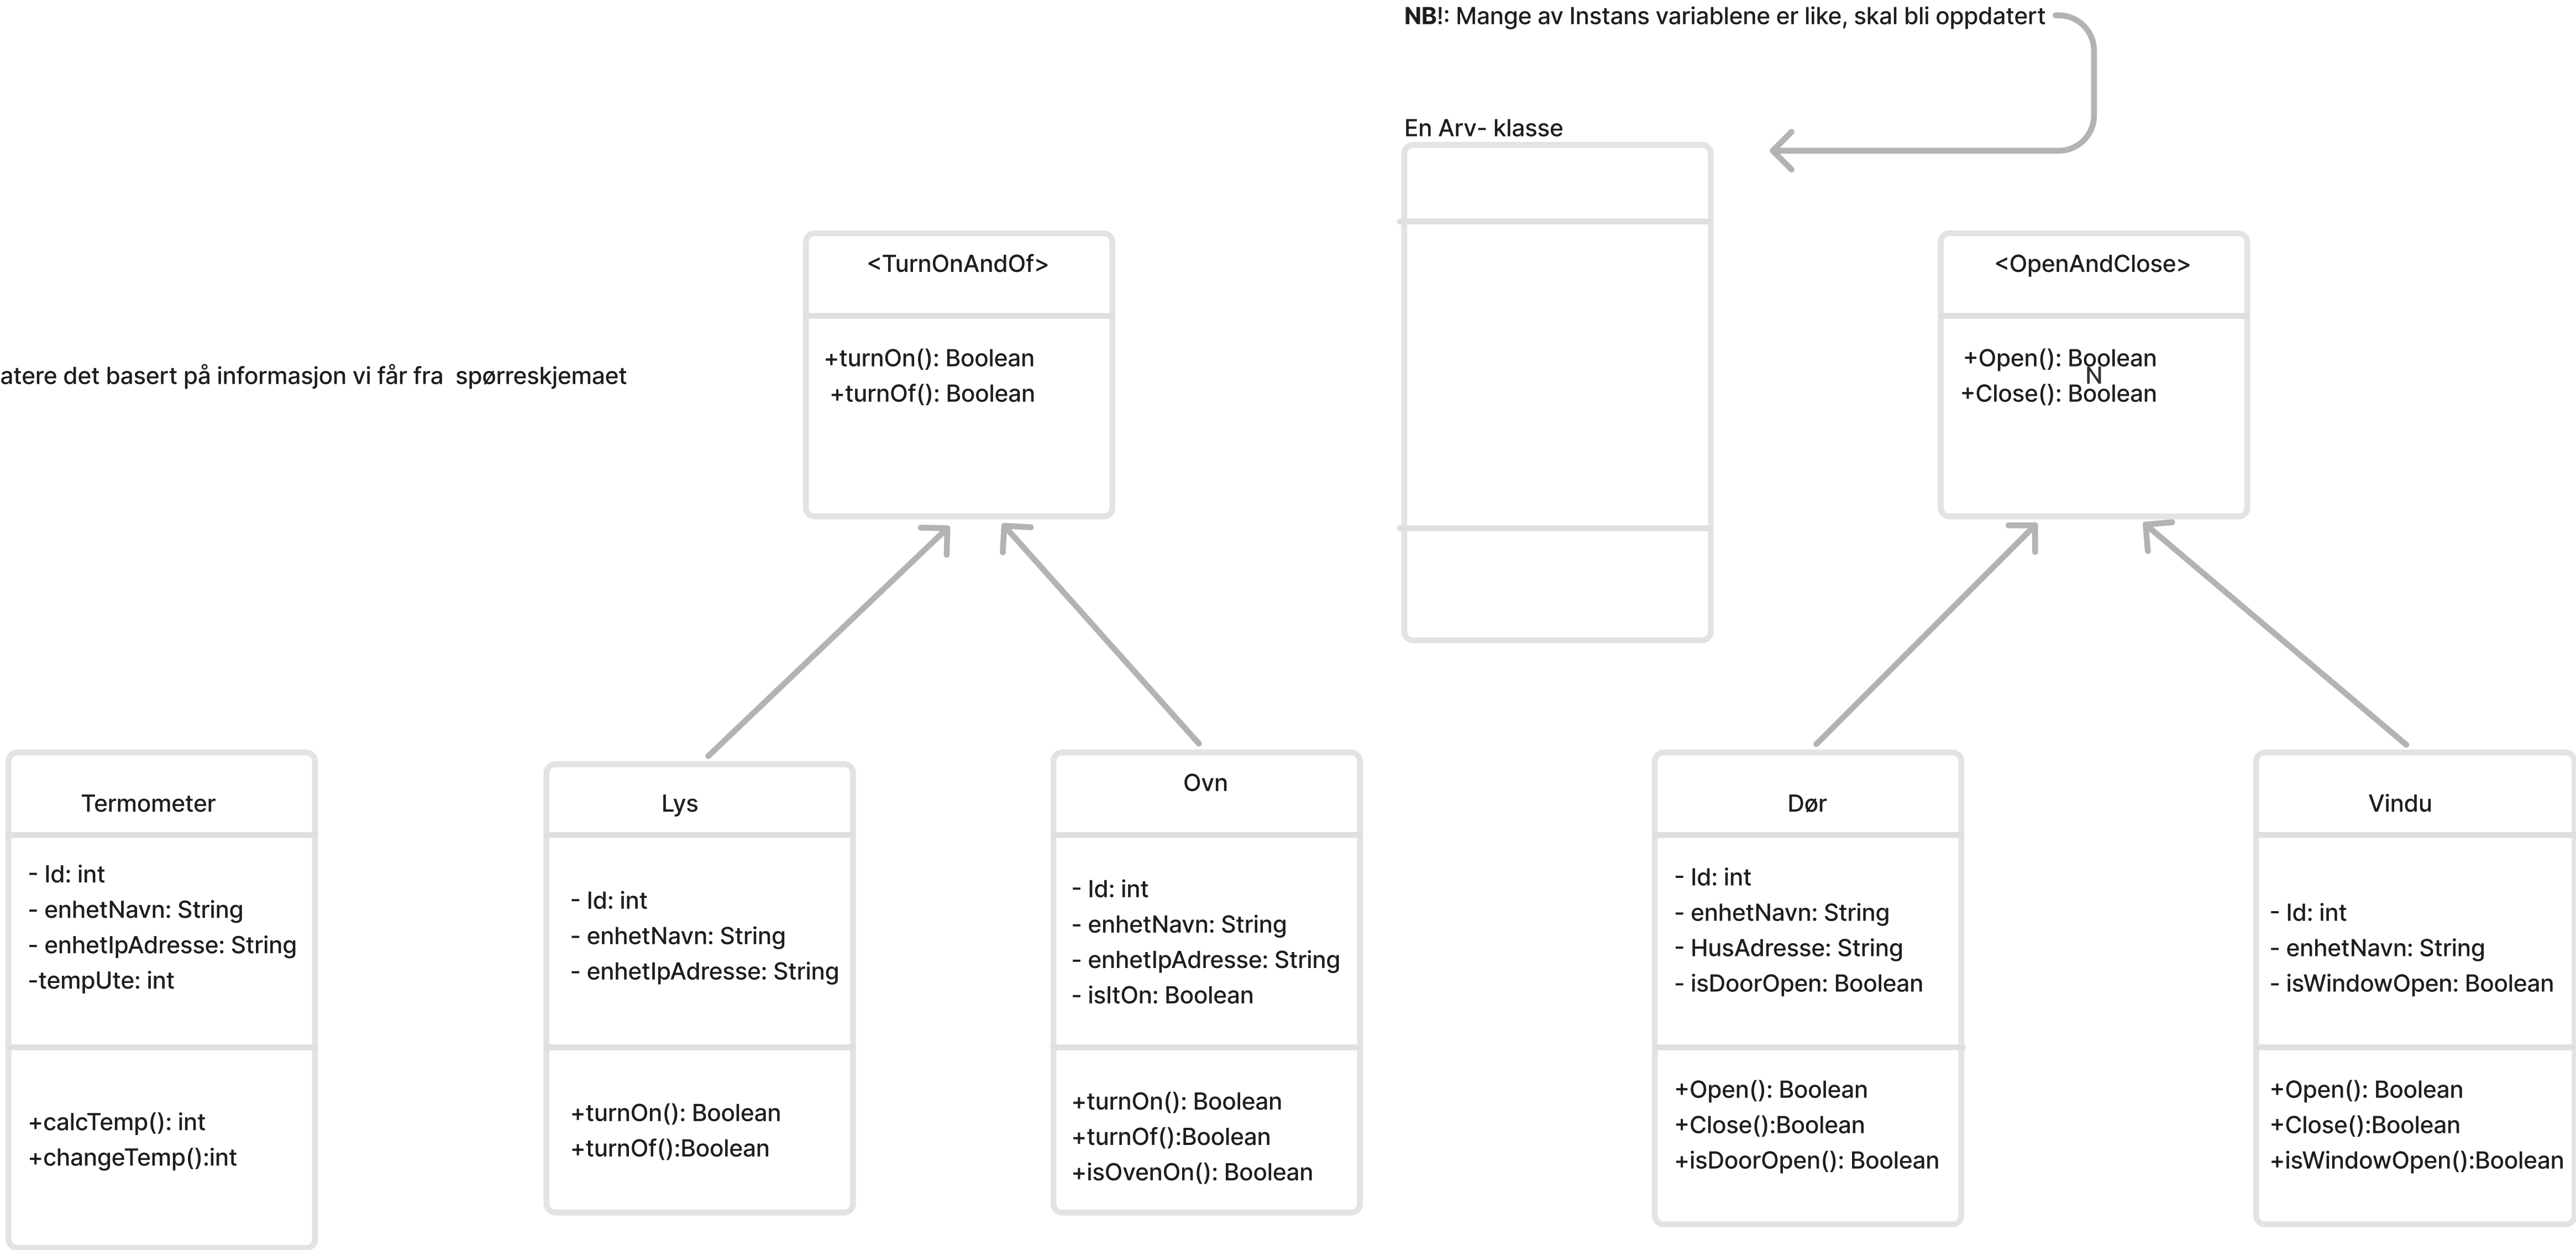 NB!: Mange av Instans variablene er like, skal bli oppdatert
En Arv- klasse
<TurnOnAndOf>
+turnOn(): Boolean
+turnOf(): Boolean
<OpenAndClose>
+Open(): Boolean
N
+Close(): Boolean
atere det basert på informasjon vi får fra  spørreskjemaet
Termometer
- Id: int
- enhetNavn: String
- enhetIpAdresse: String
-tempUte: int
+calcTemp(): int
+changeTemp():int
Lys
- Id: int
- enhetNavn: String
- enhetIpAdresse: String
+turnOn(): Boolean
+turnOf():Boolean
Ovn
- Id: int
- enhetNavn: String
- enhetIpAdresse: String
- isItOn: Boolean
+turnOn(): Boolean
+turnOf():Boolean
+isOvenOn(): Boolean
Dør
- Id: int
- enhetNavn: String
- HusAdresse: String
- isDoorOpen: Boolean
+Open(): Boolean
+Close():Boolean
+isDoorOpen(): Boolean
Vindu
- Id: int
- enhetNavn: String
- isWindowOpen: Boolean
+Open(): Boolean
+Close():Boolean
+isWindowOpen():Boolean